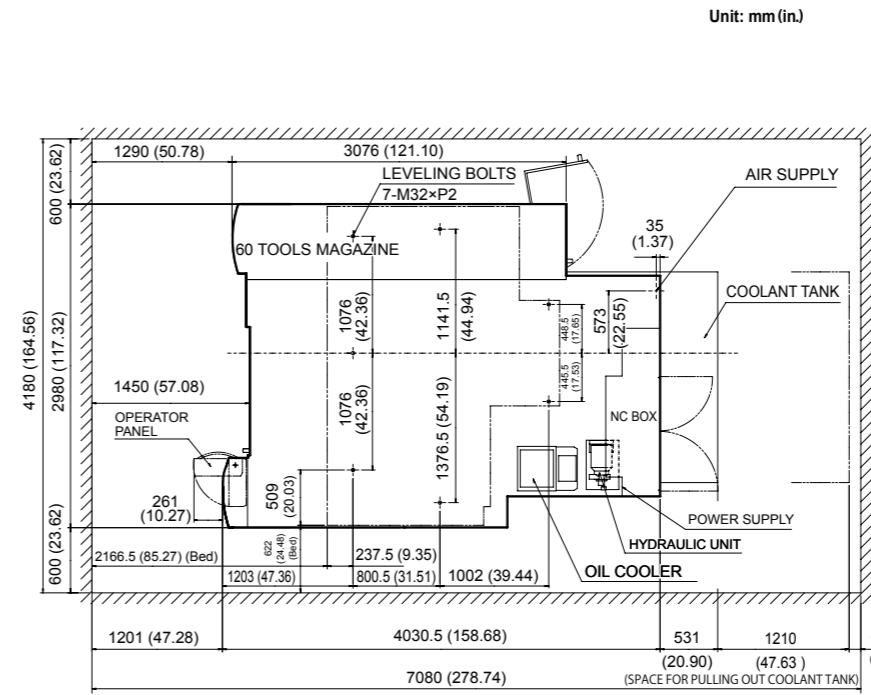 Unit: mm (in.)
1290 (50.78)
3076 (121.10)
600 (23.62)
LEVELING BOLTS
7-M32×P2
AIR SUPPLY
35
(1.37)
60 TOOLS MAGAZINE
COOLANT TANK
1076
(42.36)
1141.5
(44.94)
448.5
(17.65)
573
(22.55)
4180 (164.56)
2980 (117.32)
1450 (57.08)
445.5
(17.53)
1076
(42.36)
1376.5 (54.19)
OPERATOR
PANEL
NC BOX
509
(20.03)
261
(10.27)
POWER SUPPLY
HYDRAULIC UNIT
OIL COOLER
600 (23.62)
2166.5 (85.27) (Bed)
622
(24.48)
(Bed)
237.5 (9.35)
1203 (47.36)
800.5 (31.51)
1002 (39.44)
1201 (47.28)
4030.5 (158.68)
531
(20.90)
1210
(47.63 )
(SPACE FOR PULLING OUT COOLANT TANK)
7080 (278.74)